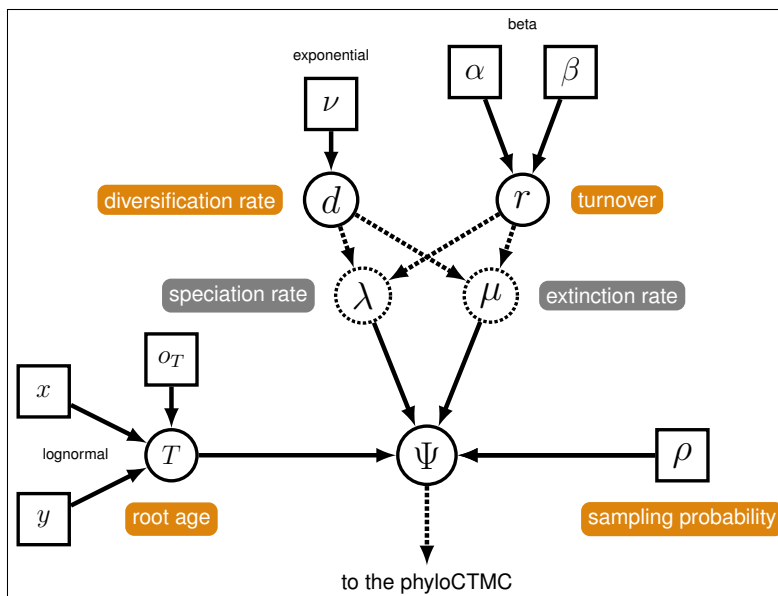 beta
exponential
α β
ν
diversification rate d r turnover
speciation rate λ μ extinction rate
o_T
x
lognormal T Ψ ρ
y root age sampling probability
to the phyloCTMC